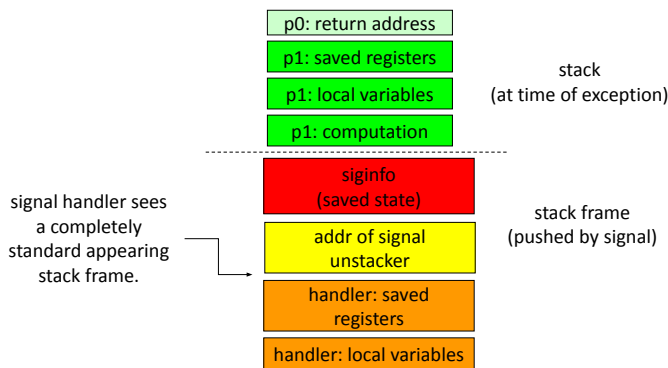 p0: return address
p1: saved registers
p1: local variables
p1: computation
stack
(at time of exception)
siginfo
(saved state)
addr of signal
unstacker
handler: saved
registers
handler: local variables
signal handler sees
a completely
standard appearing
stack frame.
stack frame
(pushed by signal)